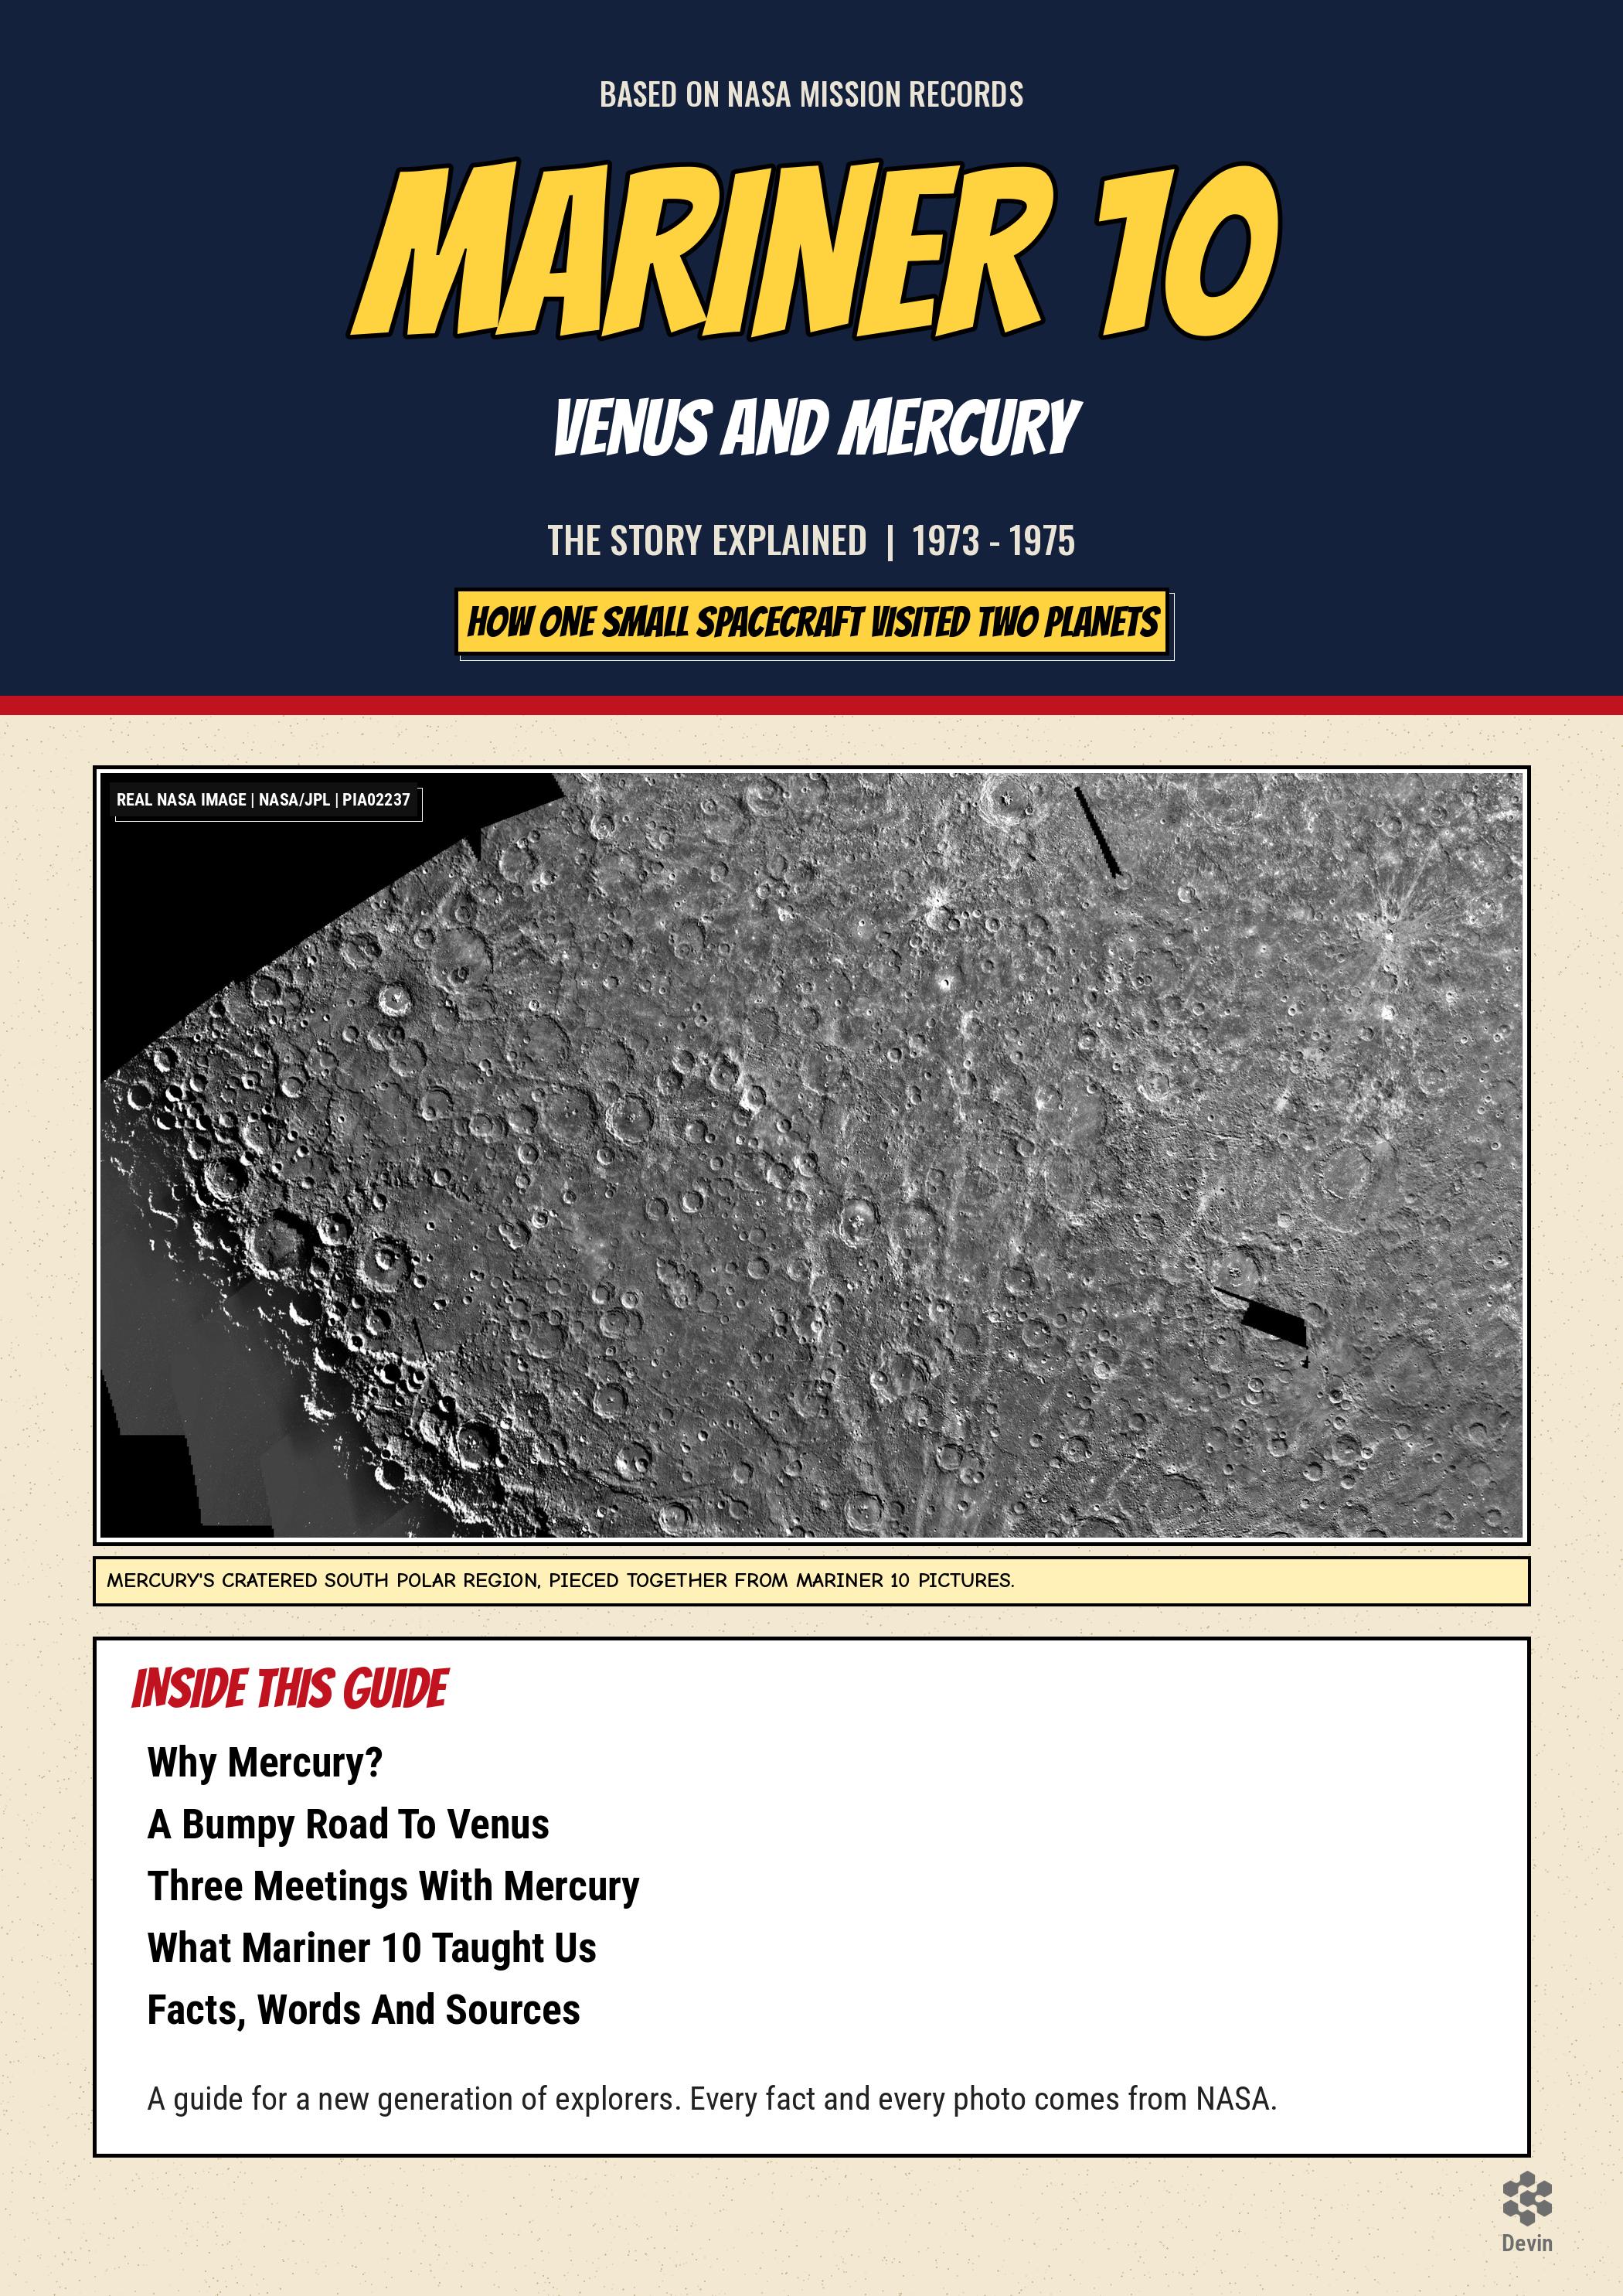 BASED ON NASA MISSION RECORDS
MARINER 10
VENUS AND MERCURY
THE STORY EXPLAINED | 1973 - 1975
HOW ONE SMALL SPACECRAFT VISITED TWO PLANETS
REAL NASA IMAGE | NASA/JPL | PIA02237
MERCURY'S CRATERED SOUTH POLAR REGION, PIECED TOGETHER FROM MARINER 10 PICTURES.
INSIDE THIS GUIDE
Why Mercury?
A Bumpy Road To Venus
Three Meetings With Mercury
What Mariner 10 Taught Us
Facts, Words And Sources
A guide for a new generation of explorers. Every fact and every photo comes from NASA.
Devin